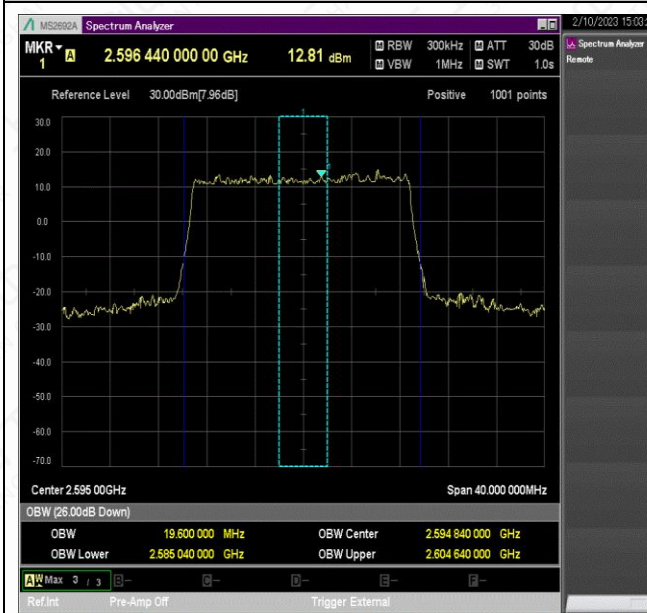 MS2692A Spectrum Analyzer
2/10/2023 15:03:2
MKR 1 A 2.596 440 000 00 GHz 12.81 dBm
M RBW 300kHz M ATT 30dB
M VBW 1MHz M SWT 1.0s
Spectrum Analyzer
Remote
Reference Level 30.00dBm[7.96dB] Positive 1001 points
30.0
20.0
10.0
0.0
-10.0
-20.0
-30.0
-40.0
-50.0
-60.0
-70.0
Center 2.595 00GHz Span 40.000 000MHz
OBW (26.00dB Down)
OBW 19.600 000 MHz OBW Center 2.594 840 000 GHz
OBW Lower 2.585 040 000 GHz OBW Upper 2.604 640 000 GHz
A W Max 3 / 3 B- C- D- E- F-
Ref.Int Pre-Amp Off Trigger External